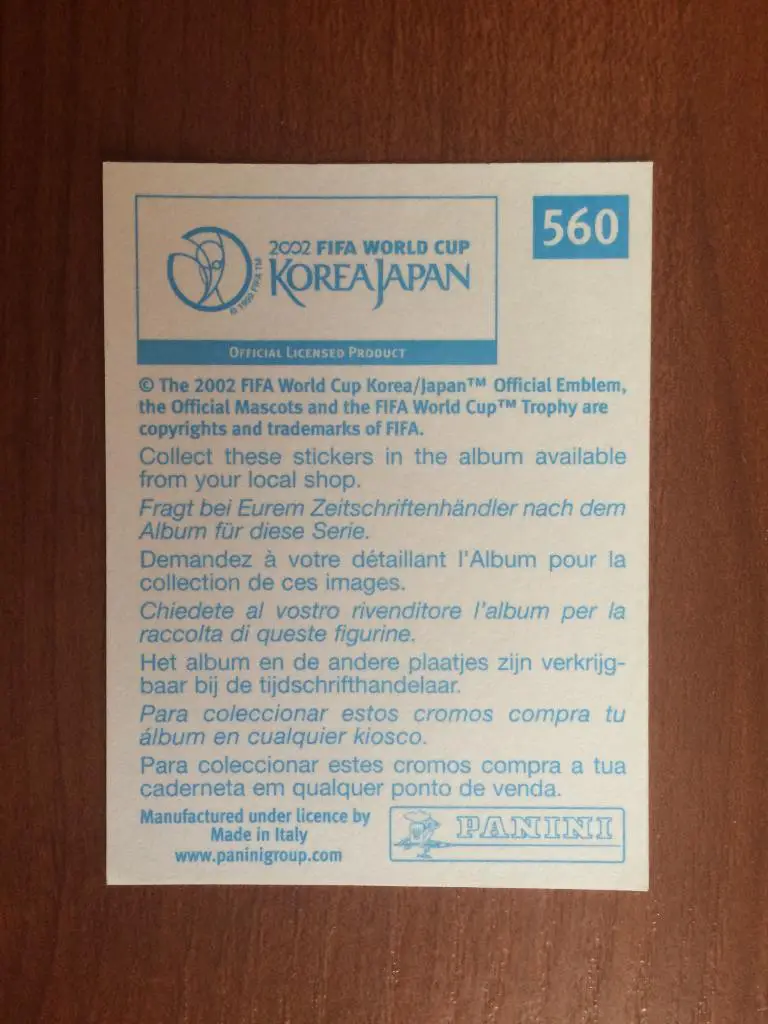 560
2002 FIFA WORLD CUP
KOREAJAPAN
© 1999 FIFA TM
OFFICIAL LICENSED PRODUCT
© The 2002 FIFA World Cup Korea/Japan™ Official Emblem,
the Official Mascots and the FIFA World Cup™ Trophy are
copyrights and trademarks of FIFA.
Collect these stickers in the album available
from your local shop.
Fragt bei Eurem Zeitschriftenhändler nach dem
Album für diese Serie.
Demandez à votre détaillant l'Album pour la
collection de ces images.
Chiedete al vostro rivenditore l'album per la
raccolta di queste figurine.
Het album en de andere plaatjes zijn verkrijg-
baar bij de tijdschrifthandelaar.
Para coleccionar estos cromos compra tu
álbum en cualquier kiosco.
Para coleccionar estes cromos compra a tua
caderneta em qualquer ponto de venda.
Manufactured under licence by
Made in Italy
www.paninigroup.com
PANINI